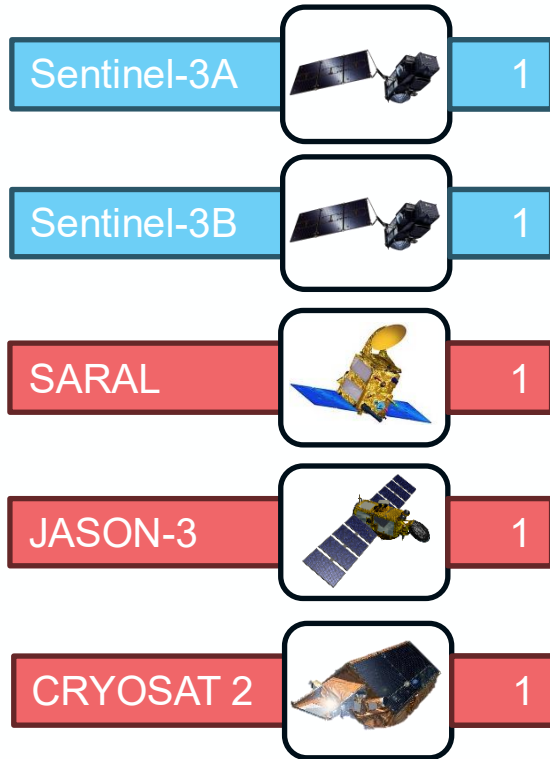 Sentinel-3A 1
Sentinel-3B 1
SARAL 1
JASON-3 1
CRYOSAT 2 1